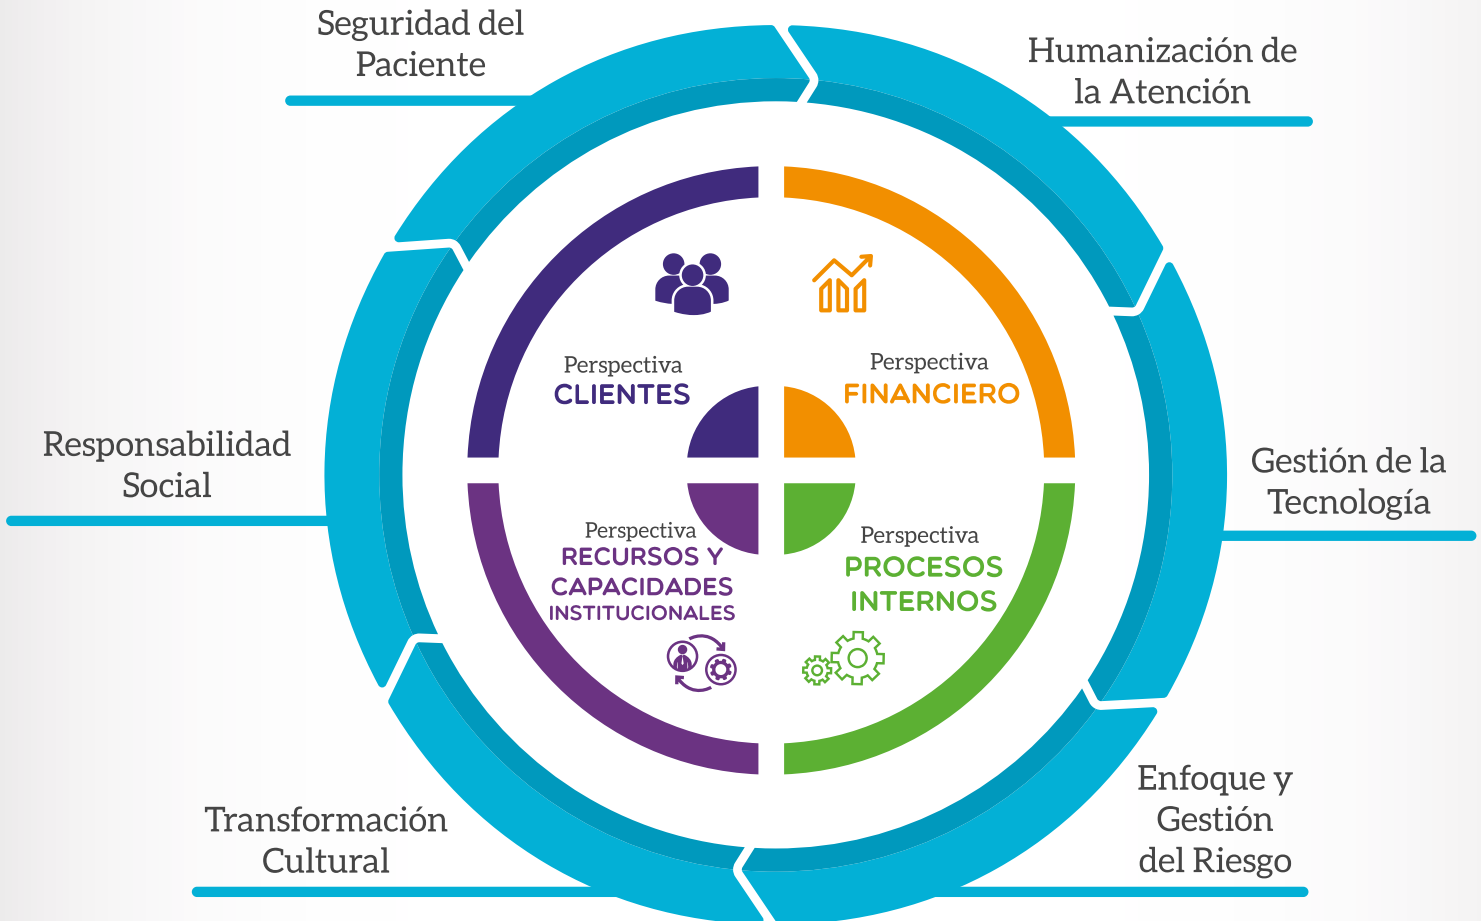 Seguridad del
Paciente
Humanización de
la Atención
Perspectiva
CLIENTES
Perspectiva
FINANCIERO
Responsabilidad
Social
Gestión de la
Tecnología
Perspectiva
RECURSOS Y
CAPACIDADES
INSTITUCIONALES
Perspectiva
PROCESOS
INTERNOS
Transformación
Cultural
Enfoque y
Gestión
del Riesgo